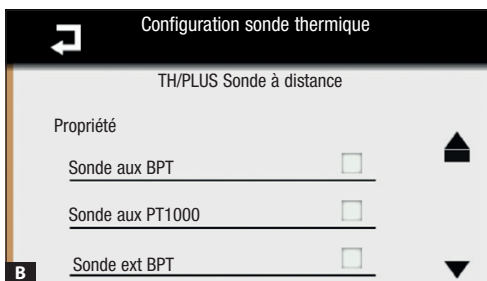 Configuration sonde thermique
TH/PLUS Sonde à distance
Propriété
Sonde aux BPT
Sonde aux PT1000
Sonde ext BPT
B